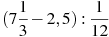 (7 1/3 − 2,5) : 1/12